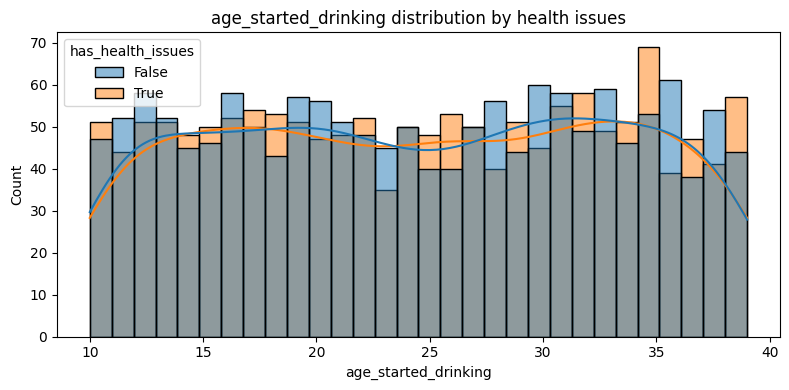 age_started_drinking distribution by health issues
has_health_issues
False
True
Count
70
60
50
40
30
20
10
0
10 15 20 25 30 35 40
age_started_drinking